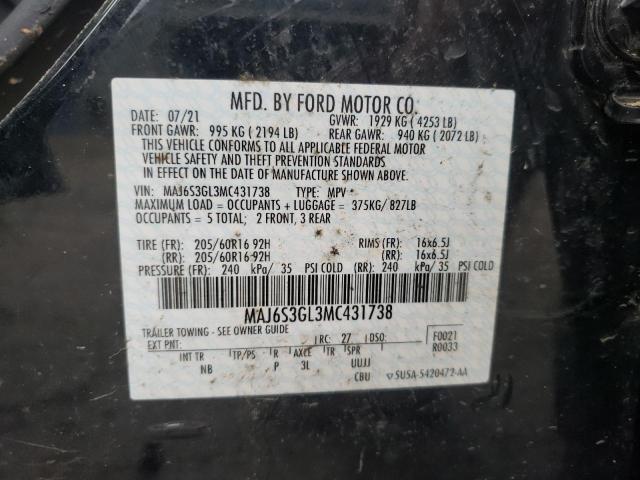 MFD. BY FORD MOTOR CO.
DATE: 07/21 GVWR: 1929 KG ( 4253 LB)
FRONT GAWR: 995 KG ( 2194 LB) REAR GAWR: 940 KG ( 2072 LB)
THIS VEHICLE CONFORMS TO ALL APPLICABLE FEDERAL MOTOR
VEHICLE SAFETY AND THEFT PREVENTION STANDARDS
IN EFFECT ON THE DATE OF MANUFACTURE SHOWN ABOVE.
VIN: MAJ6S3GL3MC431738 TYPE: MPV
MAXIMUM LOAD = OCCUPANTS + LUGGAGE = 375KG/ 827LB
OCCUPANTS = 5 TOTAL; 2 FRONT, 3 REAR
TIRE (FR): 205/60R16 92H RIMS (FR): 16x6.5J
(RR): 205/60R16 92H (RR): 16x6.5J
PRESSURE (FR): 240 kPa/ 35 PSI COLD (RR): 240 kPa/ 35 PSI COLD
MAJ6S3GL3MC431738
TRAILER TOWING - SEE OWNER GUIDE
EXT PNT: RC: 27 DSO: F0021
R0033
INT TR TP/PS R AXLE TR SPR
NB P 3L UUJJ
CBU SU5A-5420472-AA